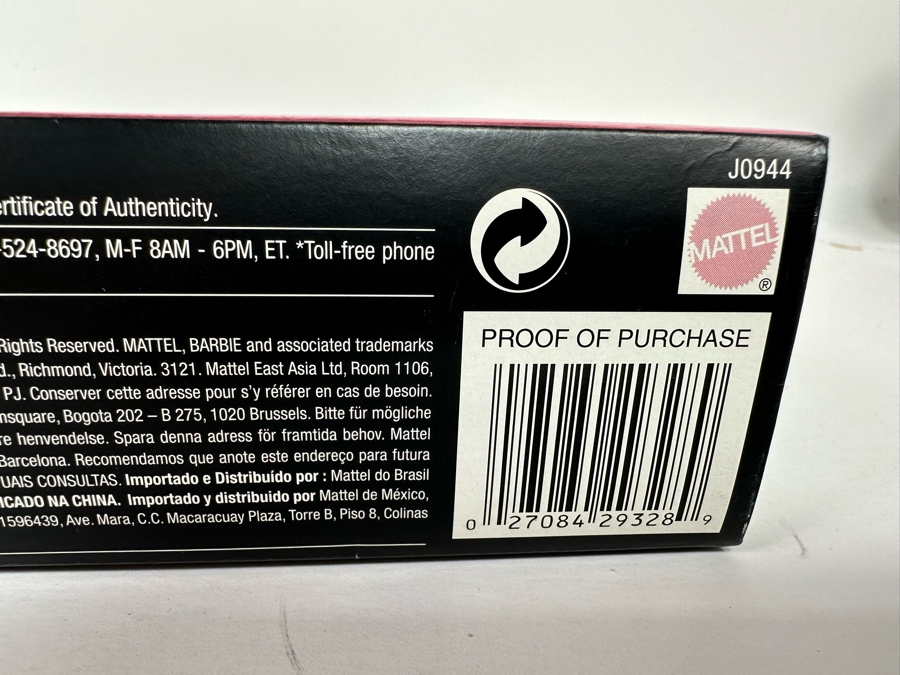 J0944
rtificate of Authenticity.
-524-8697, M-F 8AM - 6PM, ET. *Toll-free phone
MATTEL
®
Rights Reserved. MATTEL, BARBIE and associated trademarks
d., Richmond, Victoria. 3121. Mattel East Asia Ltd, Room 1106,
PJ. Conserver cette adresse pour s'y référer en cas de besoin.
nsquare, Bogota 202 – B 275, 1020 Brussels. Bitte für mögliche
re henvendelse. Spara denna adress för framtida behov. Mattel
Barcelona. Recomendamos que anote este endereço para futura
UAIS CONSULTAS. Importado e Distribuído por : Mattel do Brasil
ICADO NA CHINA. Importado y distribuido por Mattel de México,
1596439, Ave. Mara, C.C. Macaracuay Plaza, Torre B, Piso 8, Colinas
PROOF OF PURCHASE
0 27084 29328 9